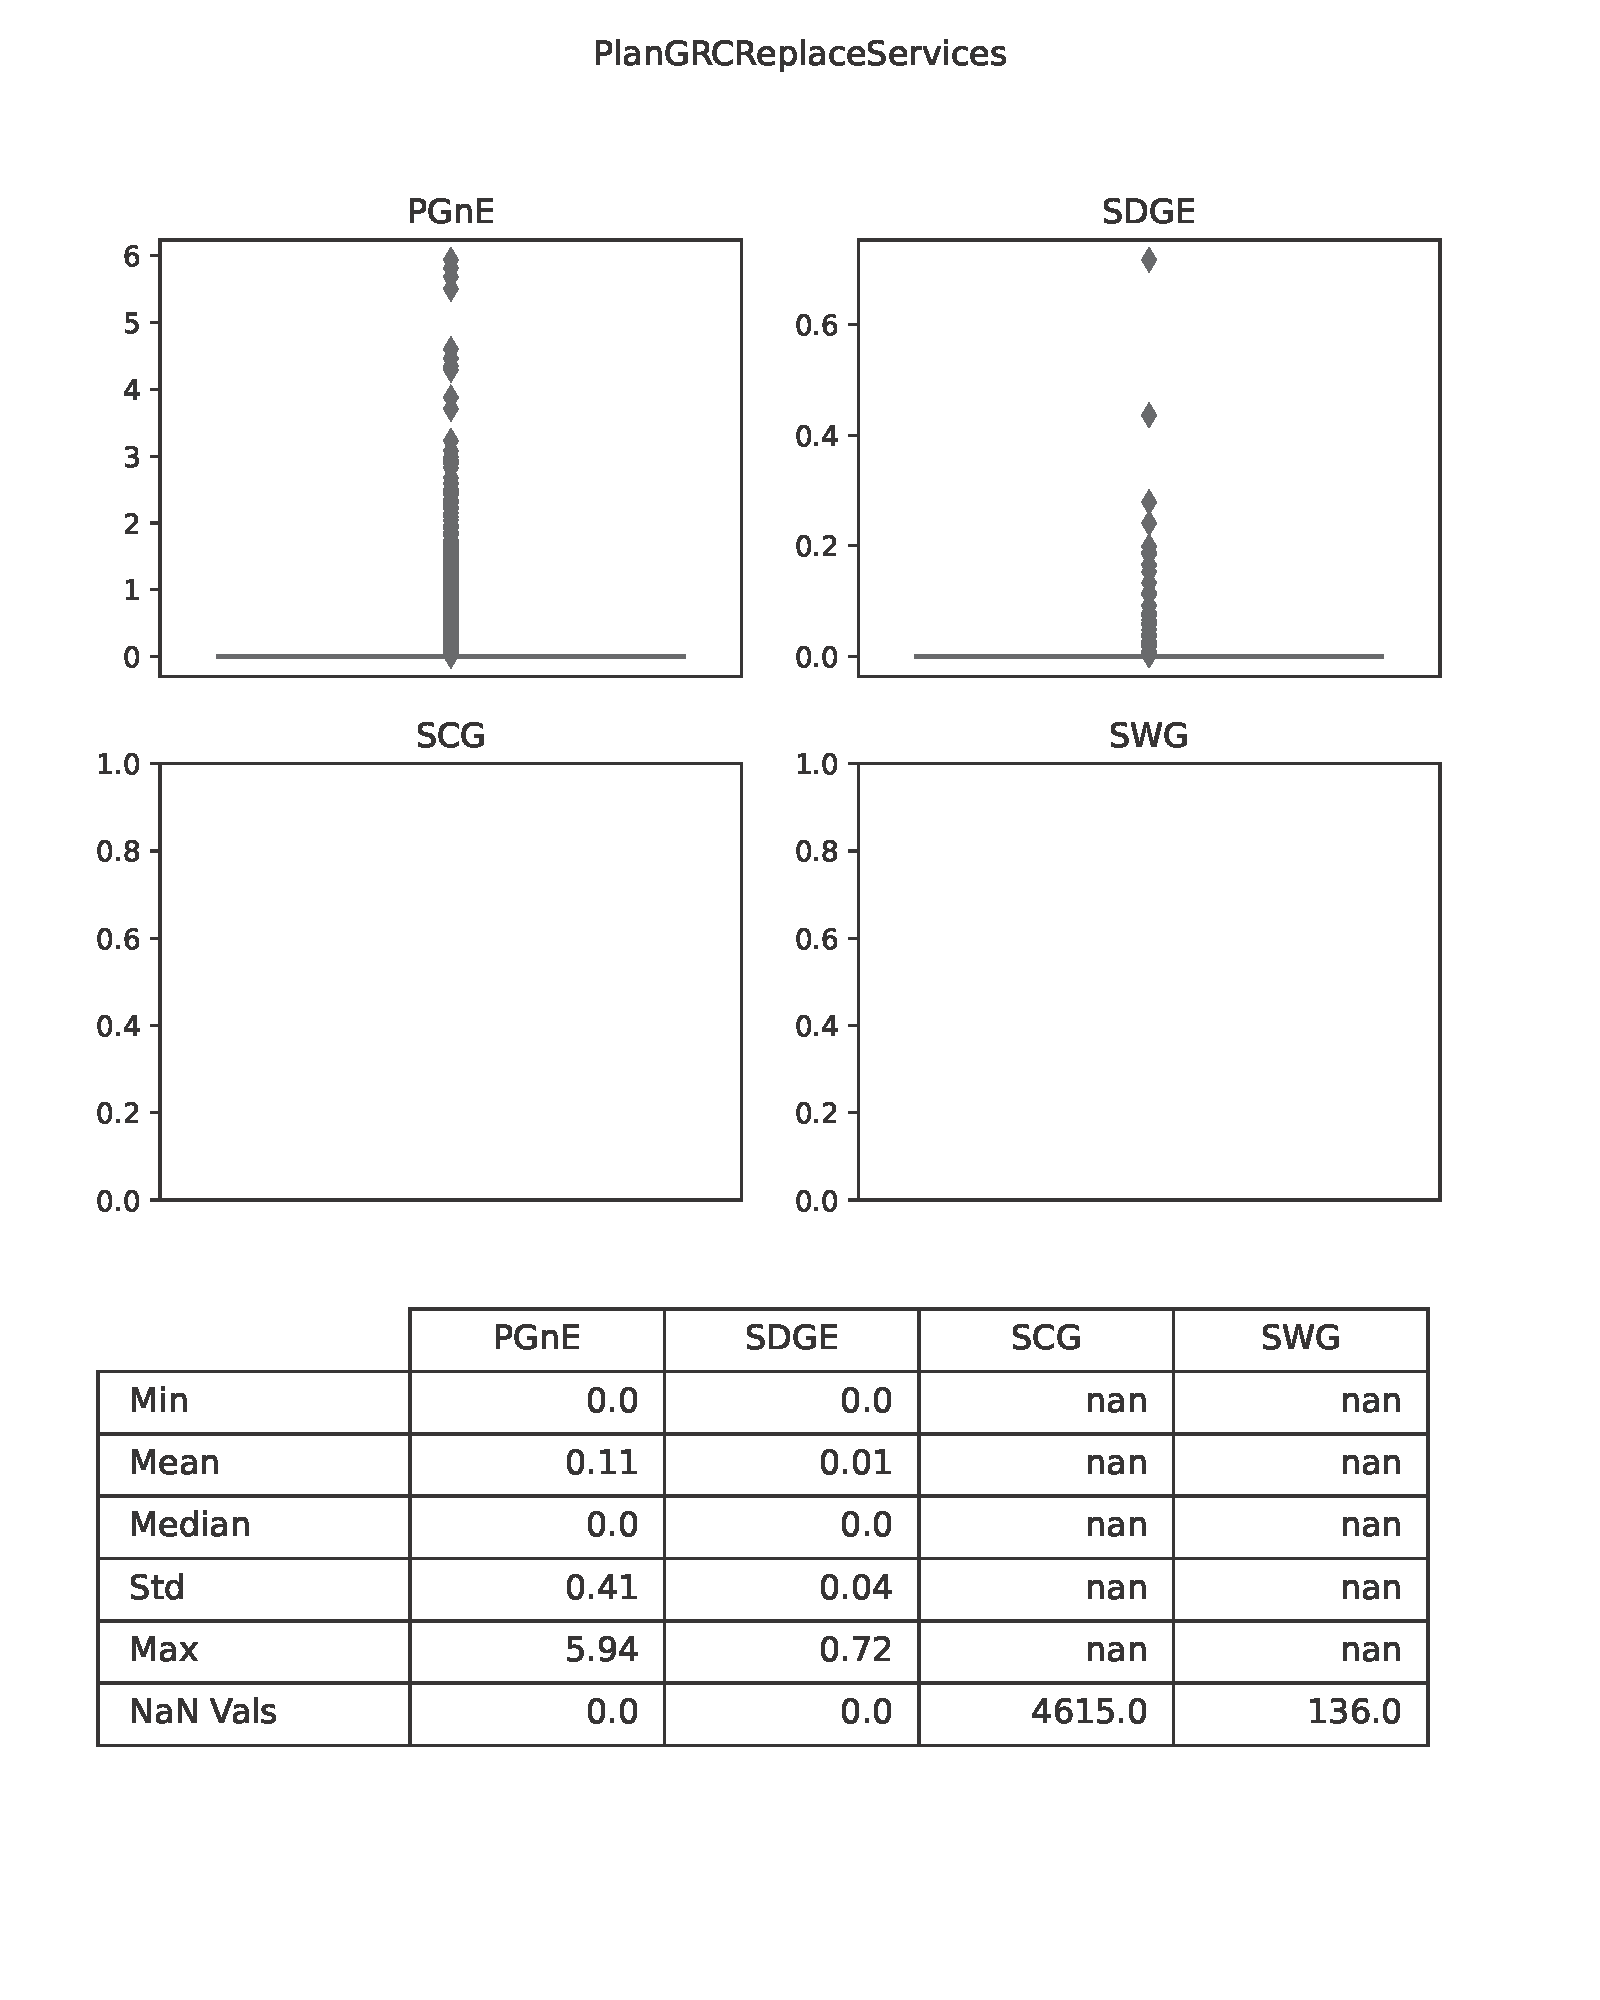 PlanGRCReplaceServices
PGnE SDGE
6
5
4
3
2
1
0
0.6
0.4
0.2
0.0
SCG SWG
1.0
0.8
0.6
0.4
0.2
0.0
1.0
0.8
0.6
0.4
0.2
0.0
PGnE SDGE SCG SWG
Min 0.0 0.0 nan nan
Mean 0.11 0.01 nan nan
Median 0.0 0.0 nan nan
Std 0.41 0.04 nan nan
Max 5.94 0.72 nan nan
NaN Vals 0.0 0.0 4615.0 136.0